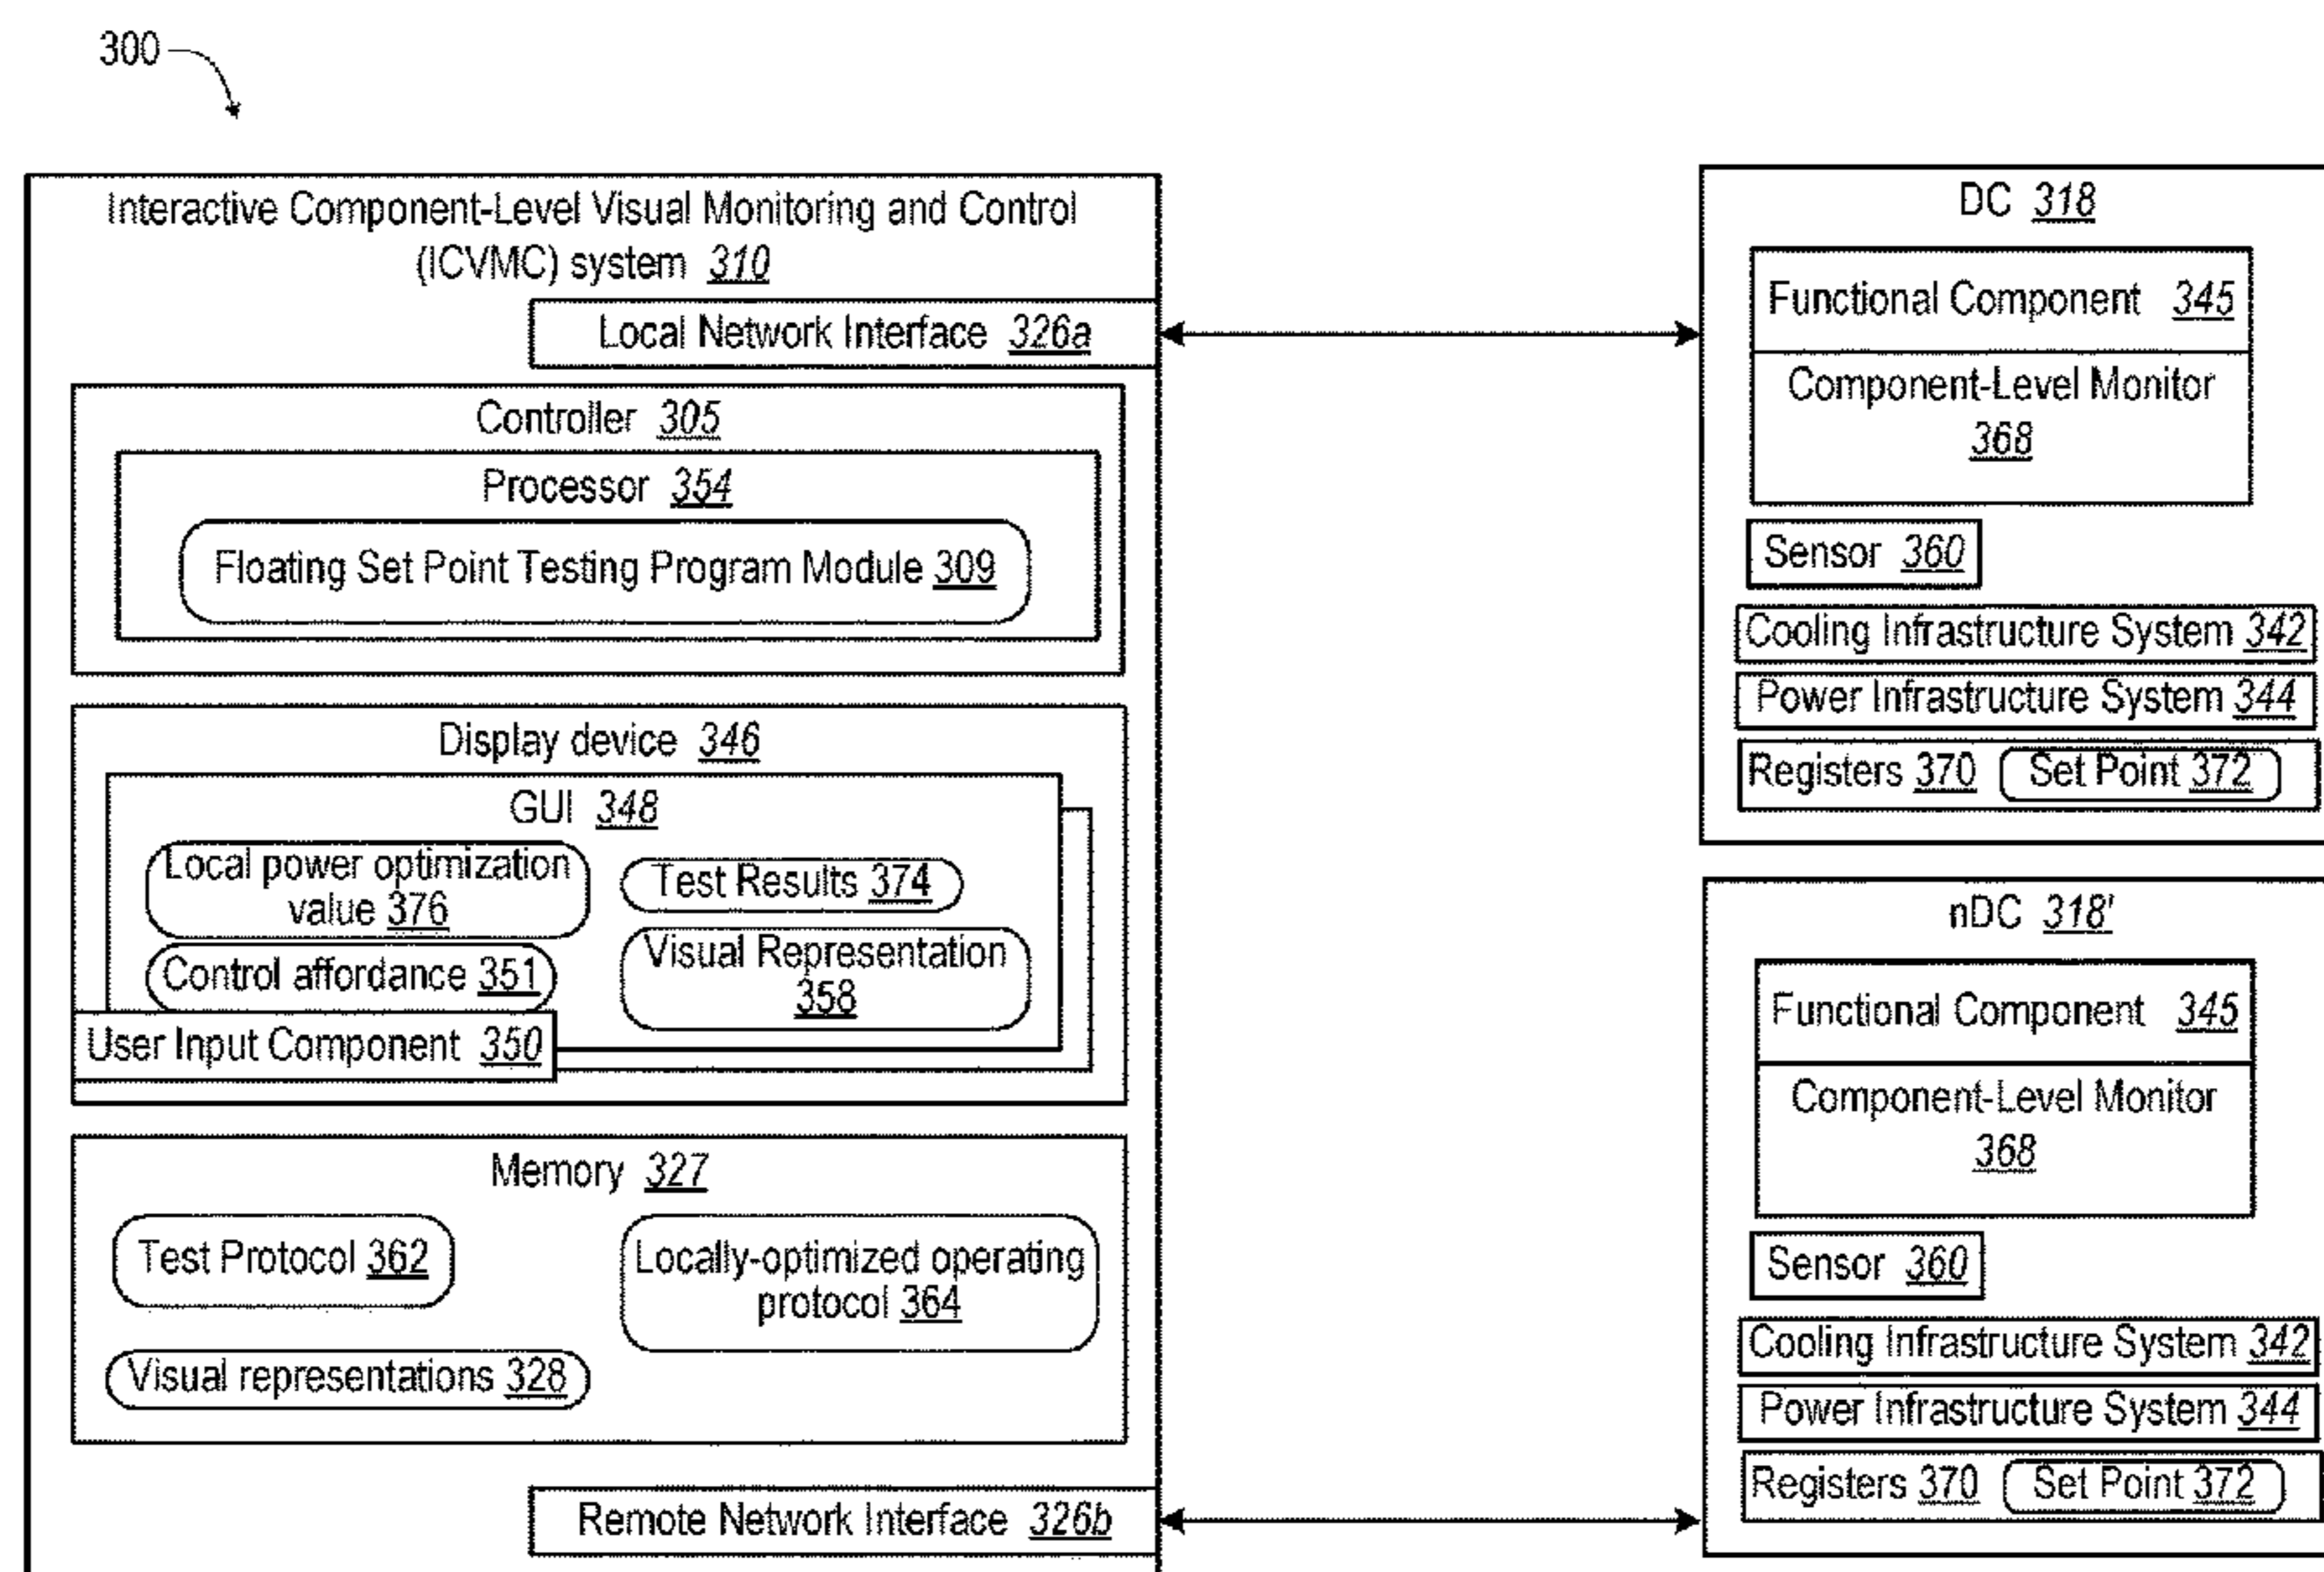 300
Interactive Component-Level Visual Monitoring and Control
(ICVMC) system 310
Local Network Interface 326a
Controller 305
Processor 354
Floating Set Point Testing Program Module 309
Display device 346
GUI 348
Local power optimization
value 376
Test Results 374
Control affordance 351
Visual Representation
358
User Input Component 350
Memory 327
Test Protocol 362
Locally-optimized operating
protocol 364
Visual representations 328
Remote Network Interface 326b
DC 318
Functional Component 345
Component-Level Monitor
368
Sensor 360
Cooling Infrastructure System 342
Power Infrastructure System 344
Registers 370 Set Point 372
nDC 318'
Functional Component 345
Component-Level Monitor
368
Sensor 360
Cooling Infrastructure System 342
Power Infrastructure System 344
Registers 370 Set Point 372